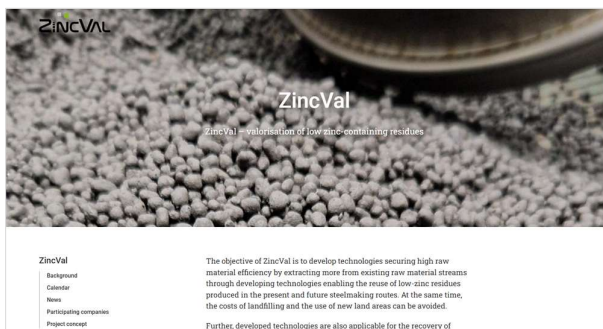 ZINCVAL
ZincVal
ZincVal – valorisation of low zinc-containing residues
ZincVal
Background
Calendar
News
Participating companies
Project concept
The objective of ZincVal is to develop technologies securing high raw
material efficiency by extracting more from existing raw material streams
through developing technologies enabling the reuse of low-zinc residues
produced in the present and future steelmaking routes. At the same time,
the costs of landfilling and the use of new land areas can be avoided.
Further, developed technologies are also applicable for the recovery of